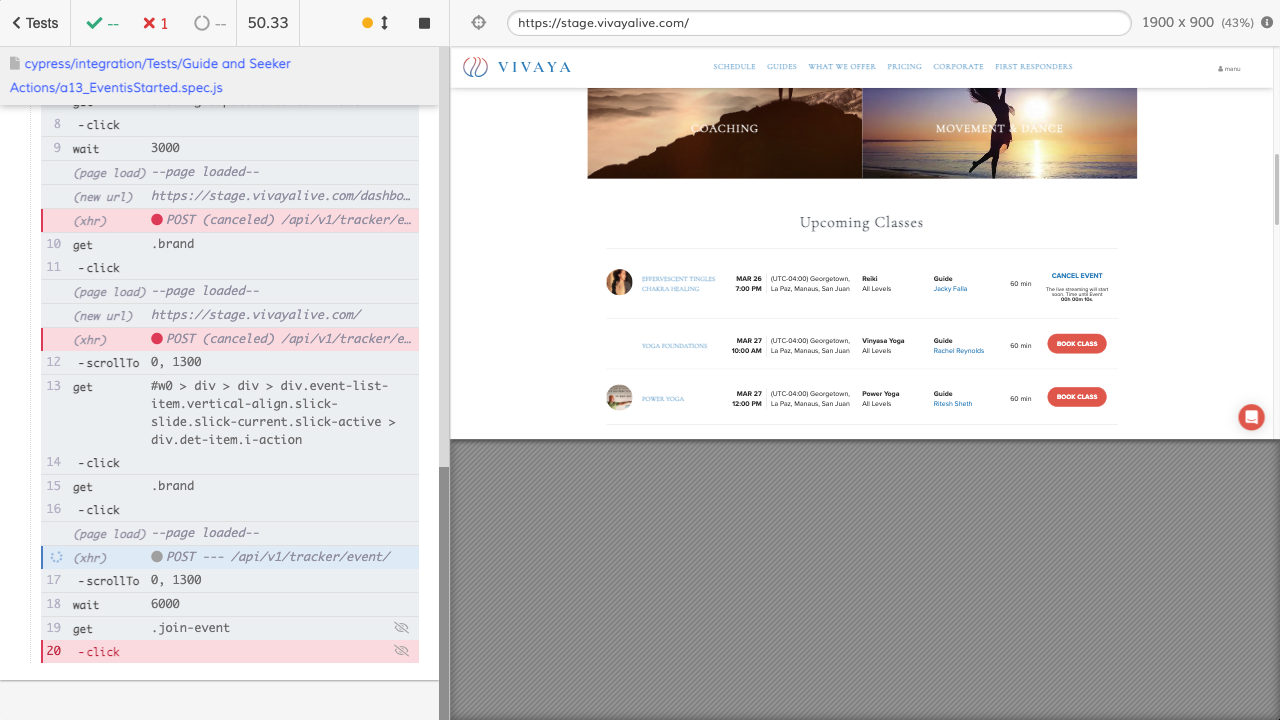 Tests
--
1
--
50.33
https://stage.vivayalive.com/
1900 x 900 (43%)
cypress/integration/Tests/Guide and Seeker
Actions/a13_EventisStarted.spec.js
8 - click
9 wait 3000
(page load) --page loaded--
(new url) https://stage.vivayalive.com/dashbo…
(xhr) POST (canceled) /api/v1/tracker/e…
10 get .brand
11 - click
(page load) --page loaded--
(new url) https://stage.vivayalive.com/
(xhr) POST (canceled) /api/v1/tracker/e…
12 - scrollTo 0, 1300
13 get #w0 > div > div > div.event-list-
item.vertical-align.slick-
slide.slick-current.slick-active >
div.det-item.i-action
14 - click
15 get .brand
16 - click
(page load) --page loaded--
(xhr) POST --- /api/v1/tracker/event/
17 - scrollTo 0, 1300
18 wait 6000
19 get .join-event
20 - click
VIVAYA
SCHEDULE GUIDES WHAT WE OFFER PRICING CORPORATE FIRST RESPONDERS
manu
COACHING
MOVEMENT & DANCE
Upcoming Classes
EFFERVESCENT TINGLES
CHAKRA HEALING
MAR 26
7:00 PM
(UTC-04:00) Georgetown,
La Paz, Manaus, San Juan
Reiki
All Levels
Guide
Jacky Falla
60 min
CANCEL EVENT
The live streaming will start
soon. Time until Event
00h 00m 10s
YOGA FOUNDATIONS
MAR 27
10:00 AM
(UTC-04:00) Georgetown,
La Paz, Manaus, San Juan
Vinyasa Yoga
All Levels
Guide
Rachel Reynolds
60 min
BOOK CLASS
POWER YOGA
MAR 27
12:00 PM
(UTC-04:00) Georgetown,
La Paz, Manaus, San Juan
Power Yoga
All Levels
Guide
Ritesh Sheth
60 min
BOOK CLASS